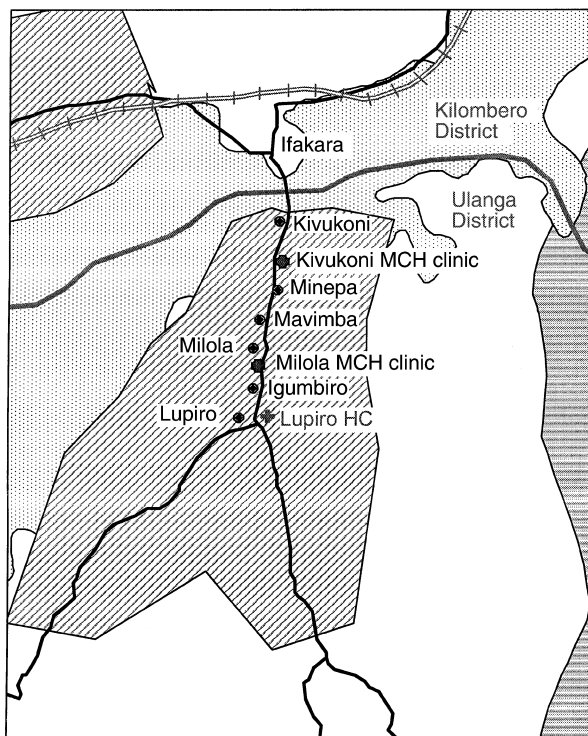 Kilombero
District
Ifakara
Ulanga
District
Kivukoni
Kivukoni MCH clinic
Minepa
Mavimba
Milola
Milola MCH clinic
Igumbiro
Lupiro
Lupiro HC